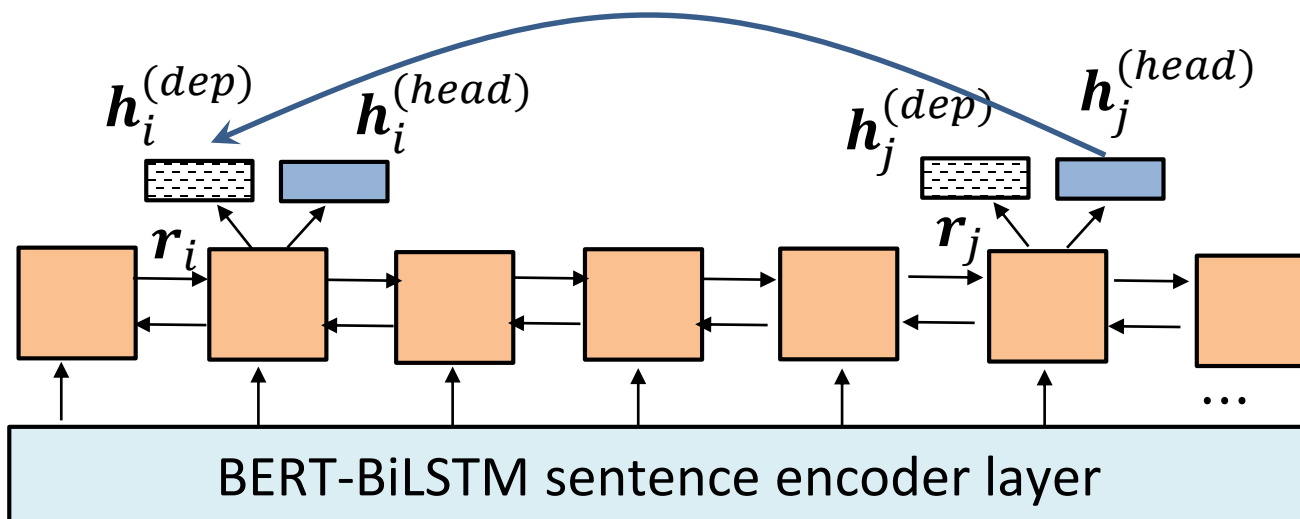 h_i^{(dep)} h_i^{(head)} h_j^{(dep)} h_j^{(head)}
r_i r_j
...
BERT-BiLSTM sentence encoder layer